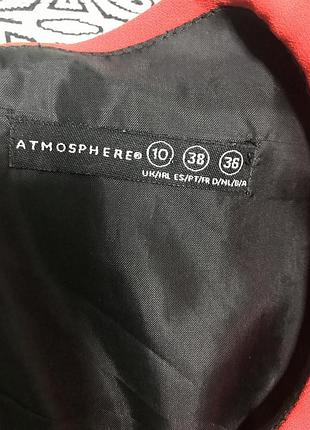 ATMOSPHERE® 10 38 36
UK/IRL ES/PT/FR D/NL/B/A